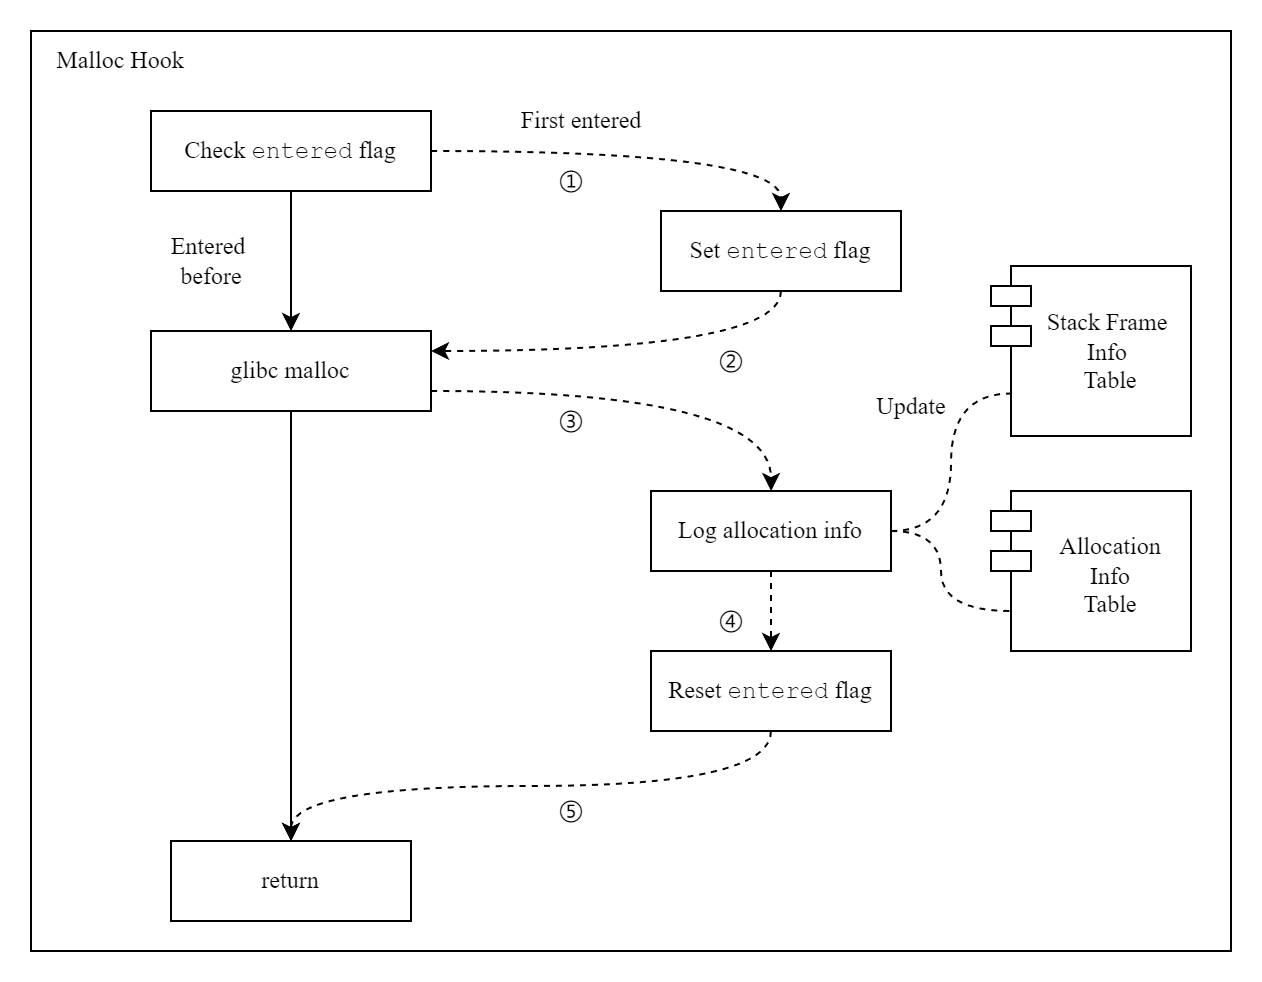 Malloc Hook
First entered
Check entered flag
①
Entered
before
Set entered flag
②
glibc malloc
③
Stack Frame
Info
Table
Update
Log allocation info
Allocation
Info
Table
④
Reset entered flag
⑤
return